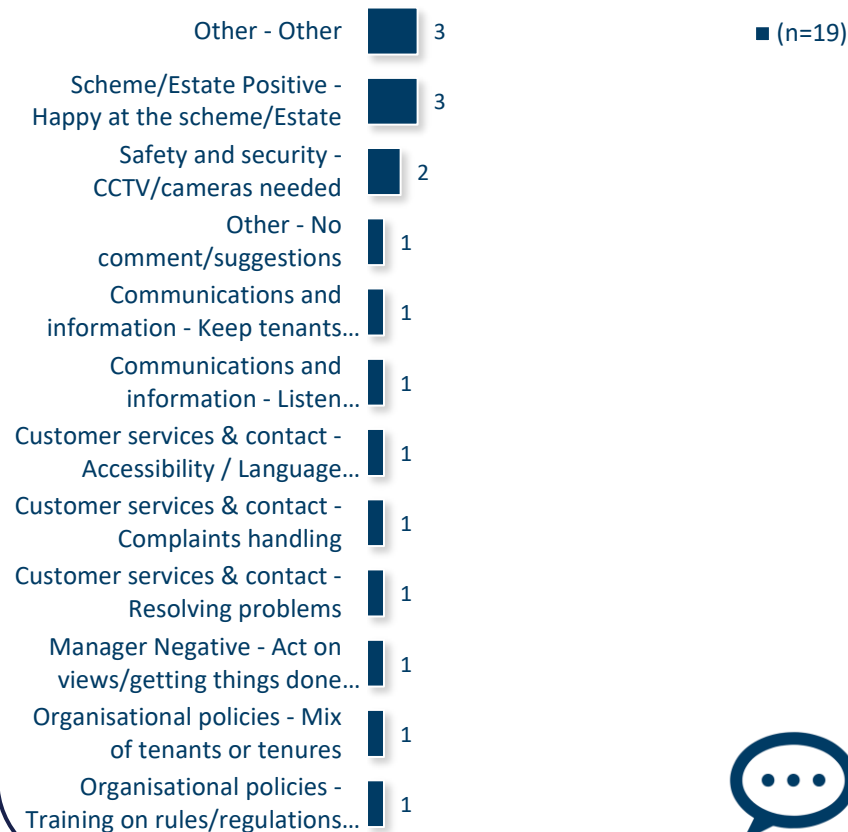 Other - Other 3
(n=19)
Scheme/Estate Positive -
Happy at the scheme/Estate 3
Safety and security -
CCTV/cameras needed 2
Other - No
comment/suggestions 1
Communications and
information - Keep tenants... 1
Communications and
information - Listen... 1
Customer services & contact -
Accessibility / Language... 1
Customer services & contact -
Complaints handling 1
Customer services & contact -
Resolving problems 1
Manager Negative - Act on
views/getting things done... 1
Organisational policies - Mix
of tenants or tenures 1
Organisational policies -
Training on rules/regulations... 1